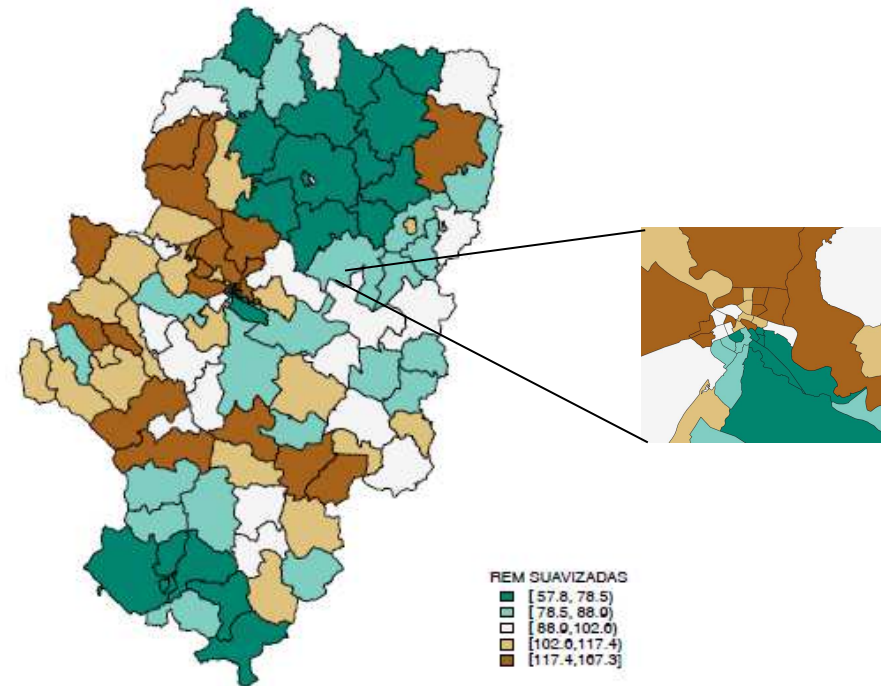 REM SUAVIZADAS
[ 57.8, 78.5)
[ 78.5, 88.9)
[ 88.9,102.6)
[102.6,117.4)
[117.4,167.3]